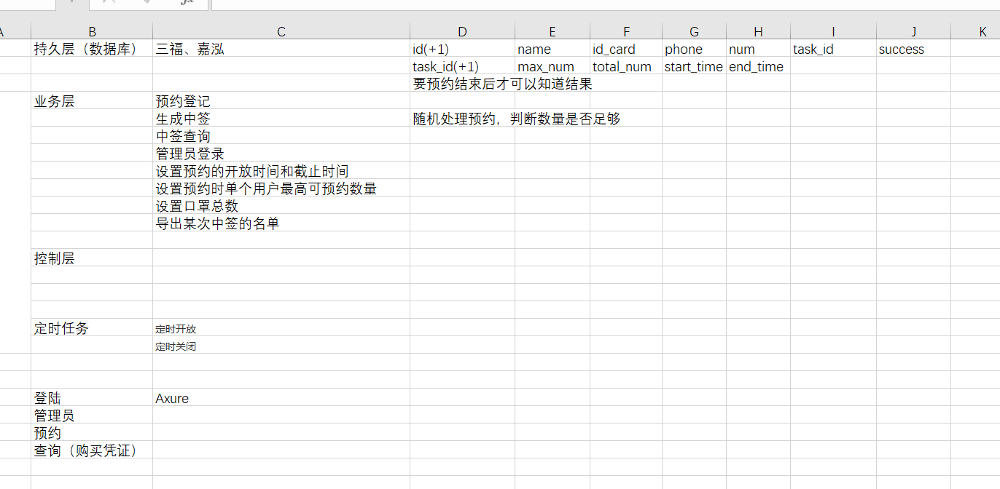 A B C D E F G H I J K
持久层（数据库） 三福、嘉泓 id(+1) name id_card phone num task_id success
task_id(+1) max_num total_num start_time end_time
要预约结束后才可以知道结果
业务层 预约登记
生成中签 随机处理预约，判断数量是否足够
中签查询
管理员登录
设置预约的开放时间和截止时间
设置预约时单个用户最高可预约数量
设置口罩总数
导出某次中签的名单
控制层
定时任务 定时开放
定时关闭
登陆 Axure
管理员
预约
查询（购买凭证）